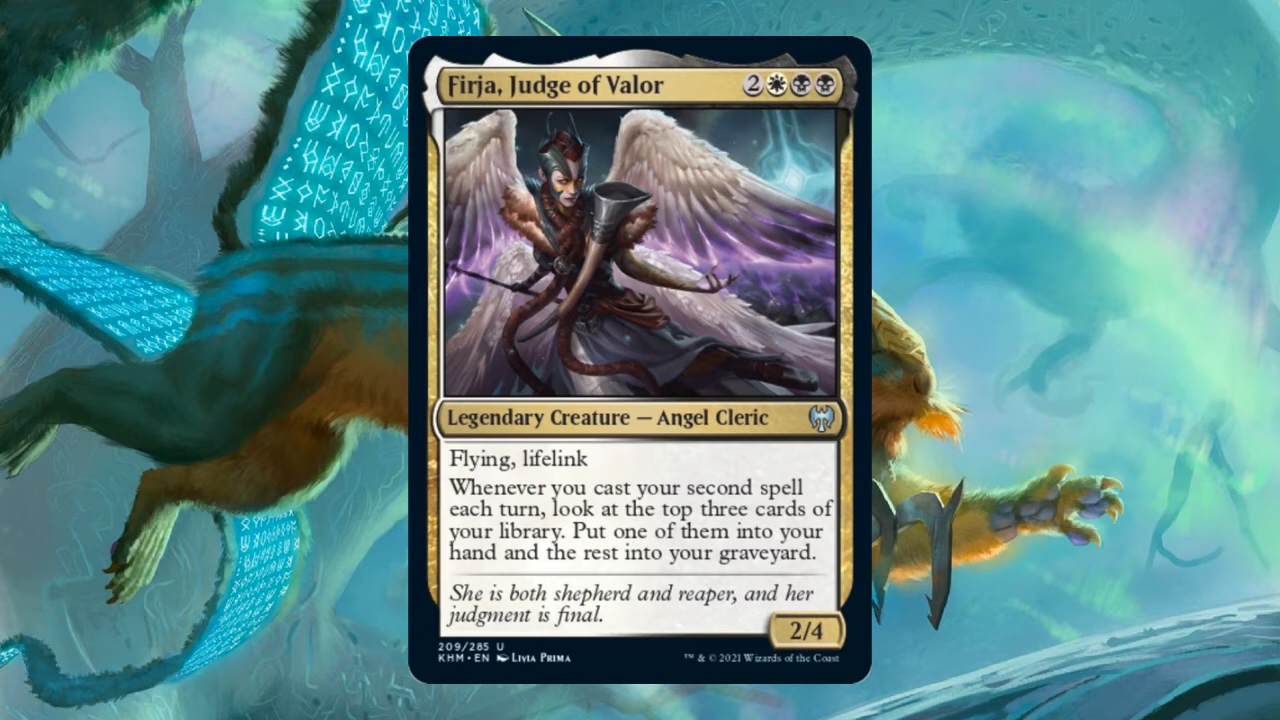 Firja, Judge of Valor 2
Legendary Creature — Angel Cleric
Flying, lifelink
Whenever you cast your second spell
each turn, look at the top three cards of
your library. Put one of them into your
hand and the rest into your graveyard.
She is both shepherd and reaper, and her
judgment is final.
2/4
209/285 U
KHM • EN Livia Prima
™ & © 2021 Wizards of the Coast